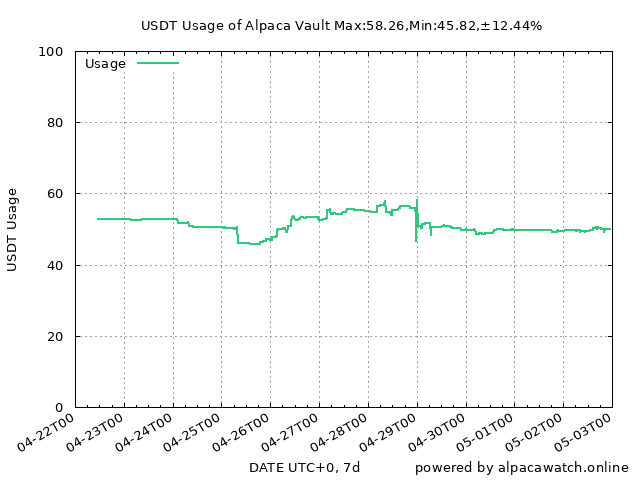 USDT Usage of Alpaca Vault Max:58.26,Min:45.82,±12.44%
Usage
USDT Usage
100
80
60
40
20
0
04-22T00
04-23T00
04-24T00
04-25T00
04-26T00
04-27T00
04-28T00
04-29T00
04-30T00
05-01T00
05-02T00
05-03T00
DATE UTC+0, 7d
powered by alpacawatch.online